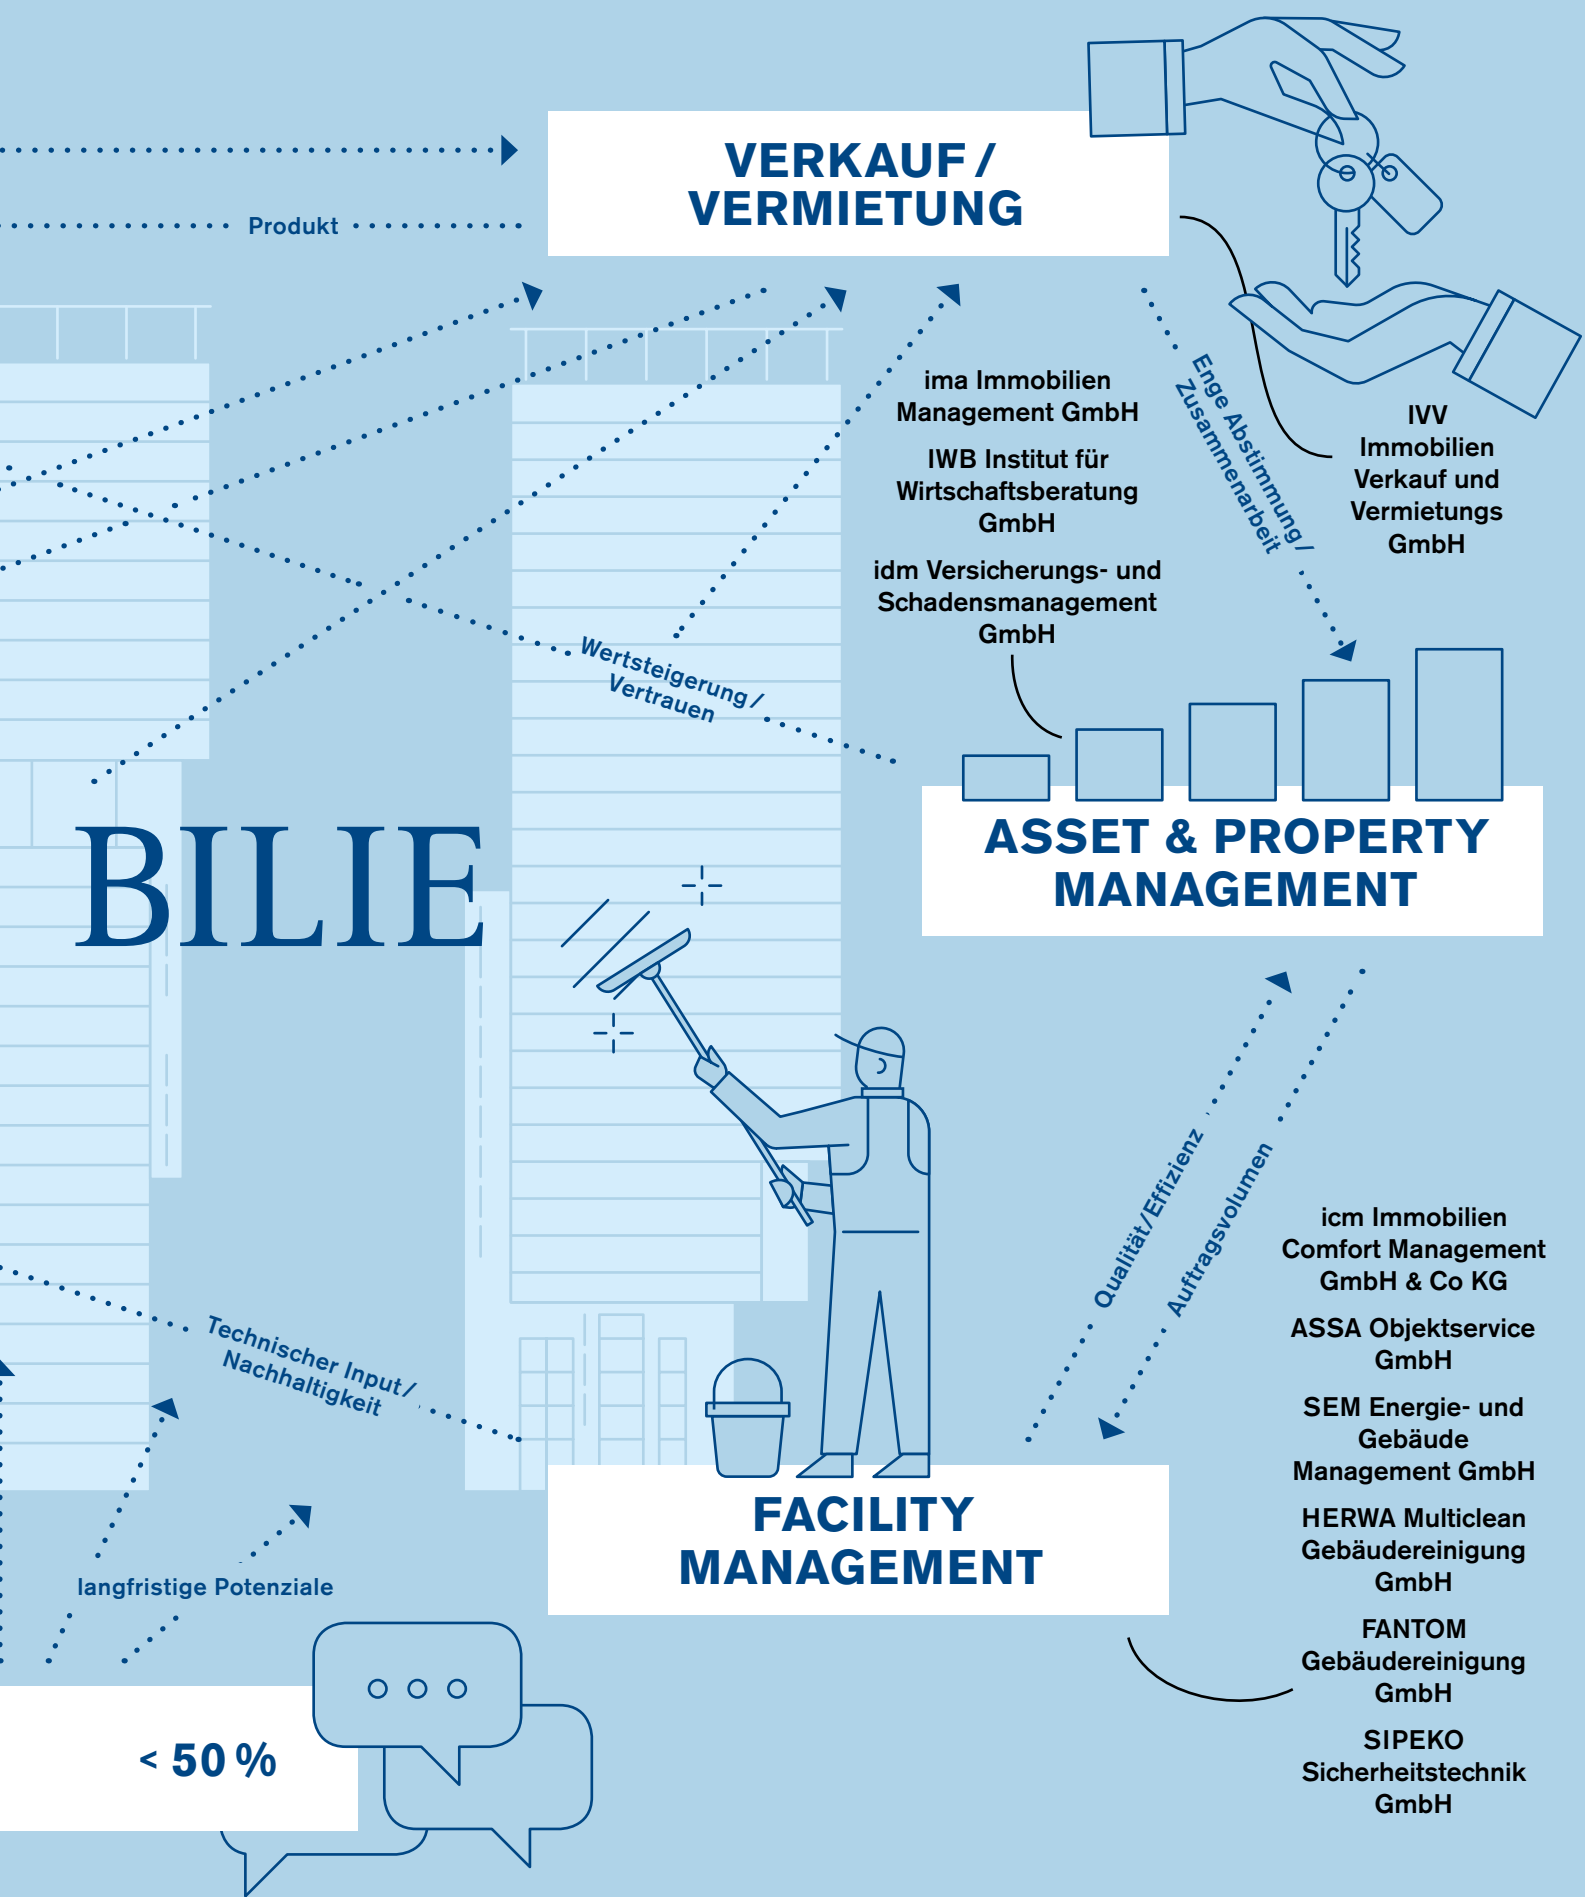 VERKAUF /
VERMIETUNG
Produkt
ima Immobilien
Management GmbH
IWB Institut für
Wirtschaftsberatung
GmbH
idm Versicherungs- und
Schadensmanagement
GmbH
Enge Abstimmung /
Zusammenarbeit
IVV
Immobilien
Verkauf und
Vermietungs
GmbH
Wertsteigerung /
Vertrauen
BILIE
ASSET & PROPERTY
MANAGEMENT
Qualität / Effizienz
Auftragsvolumen
icm Immobilien
Comfort Management
GmbH & Co KG
ASSA Objektservice
GmbH
SEM Energie- und
Gebäude
Management GmbH
HERWA Multiclean
Gebäudereinigung
GmbH
FANTOM
Gebäudereinigung
GmbH
SIPEKO
Sicherheitstechnik
GmbH
Technischer Input /
Nachhaltigkeit
FACILITY
MANAGEMENT
langfristige Potenziale
< 50 %